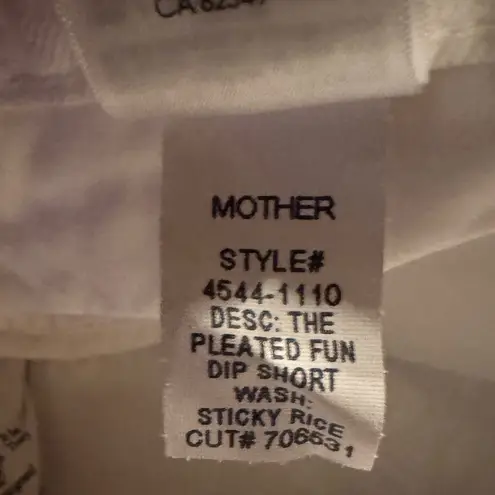 MOTHER
STYLE#
4544-1110
DESC: THE
PLEATED FUN
DIP SHORT
WASH:
STICKY RICE
CUT# 706631